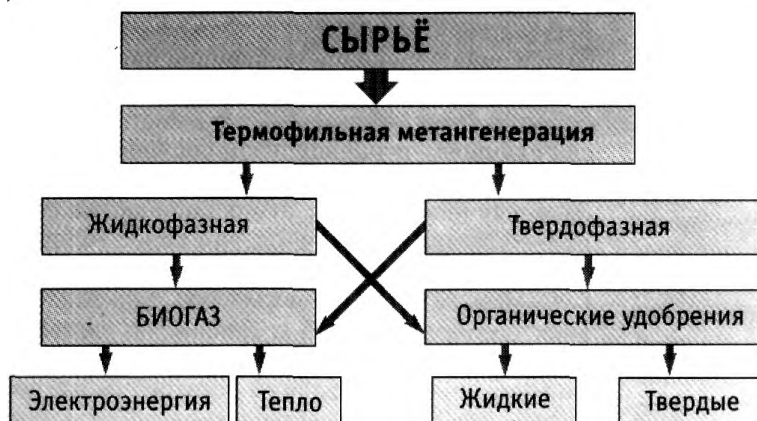 СЫРЬЁ
Термофильная метангенерация
Жидкофазная
Твердофазная
БИОГАЗ
Органические удобрения
Электроэнергия
Тепло
Жидкие
Твердые